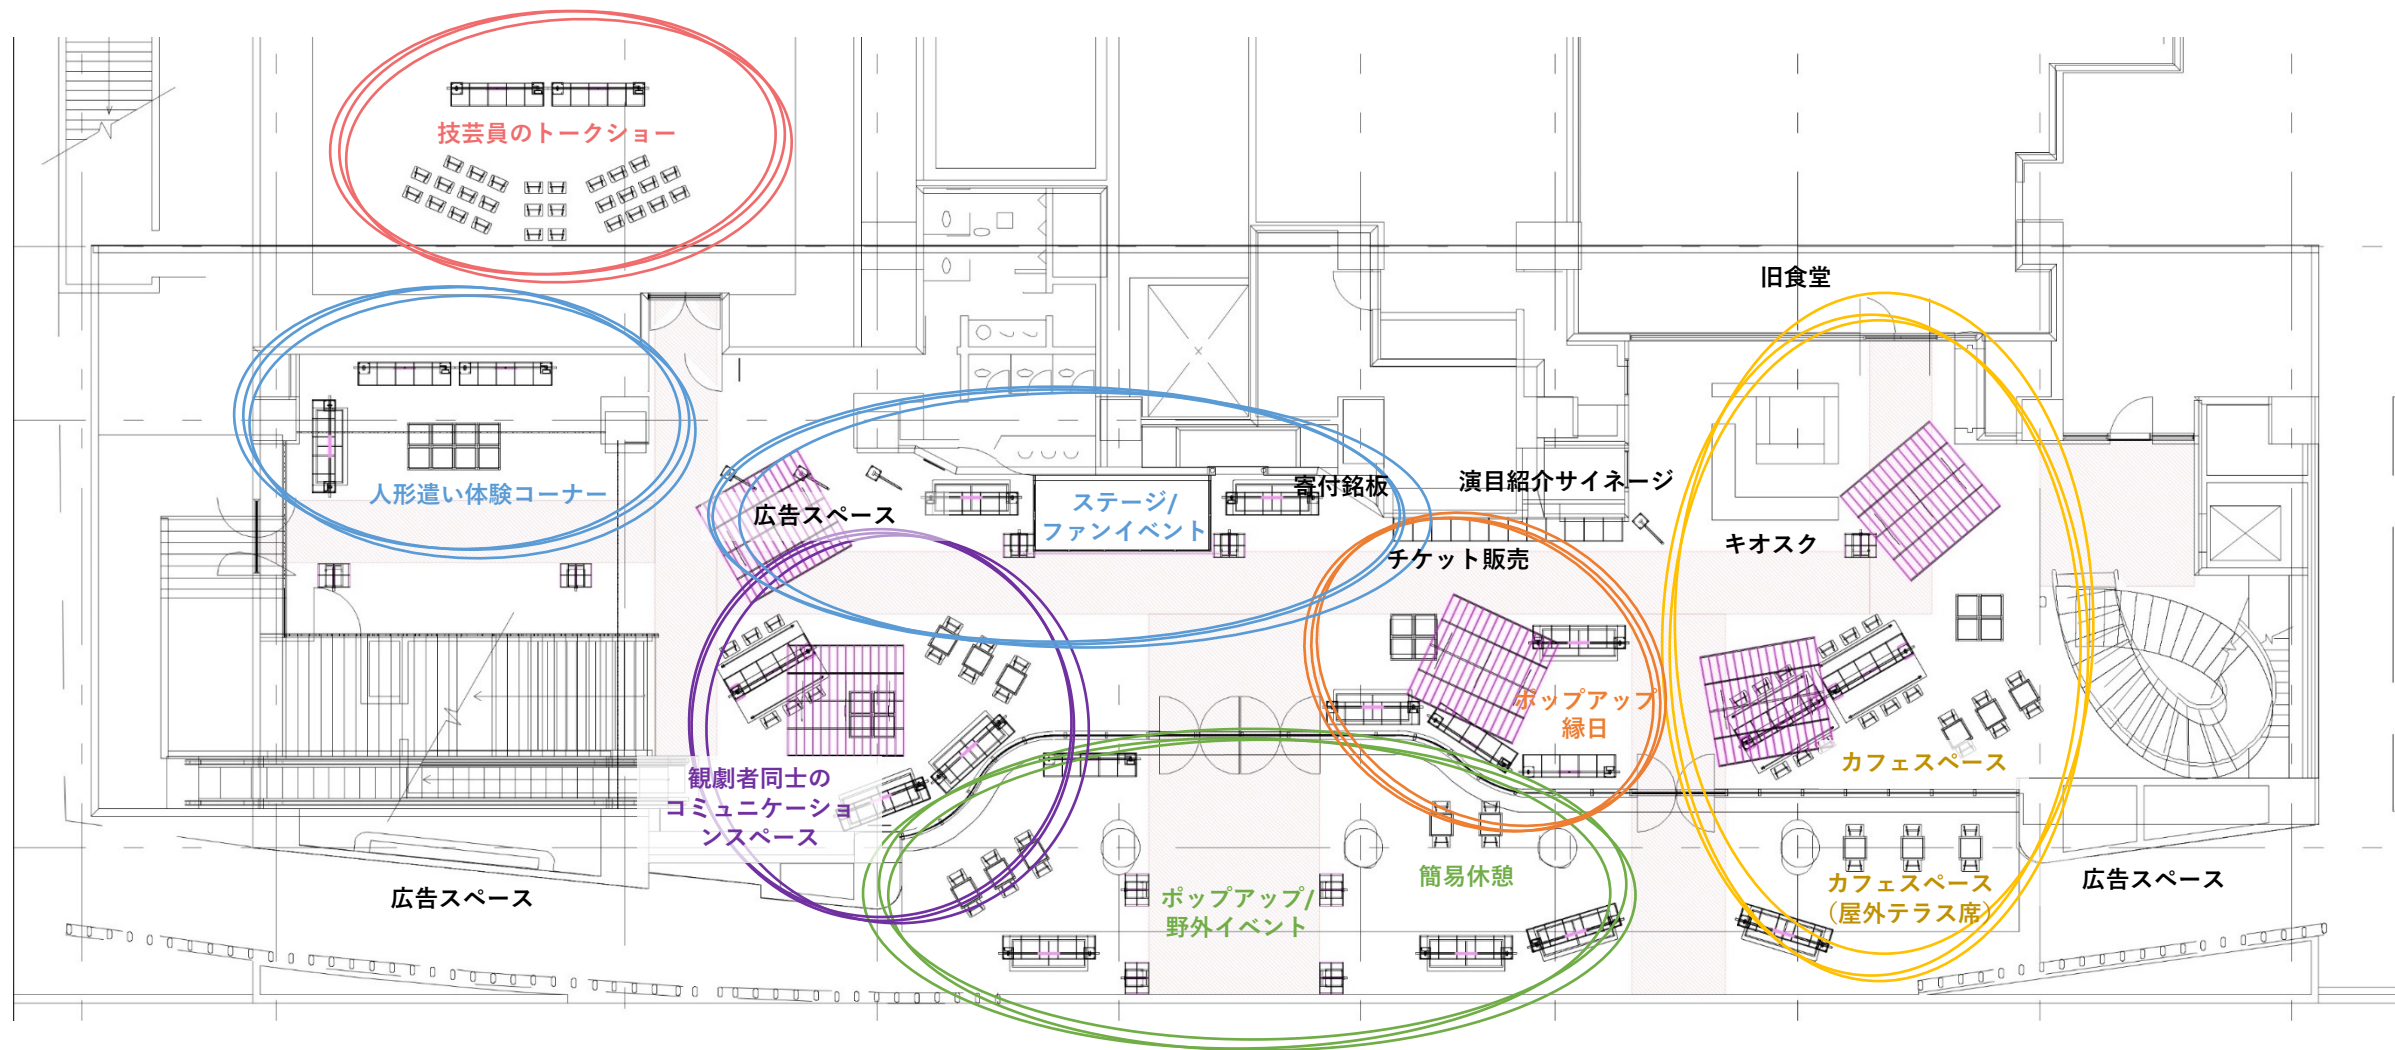 技芸員のトークショー
旧食堂
人形遣い体験コーナー
広告スペース
ステージ/
ファンイベント
寄付銘板
演目紹介サイネージ
チケット販売
キオスク
ポップアップ
縁日
観劇者同士の
コミュニケーショ
ンスペース
カフェスペース
簡易休憩
ポップアップ/
野外イベント
カフェスペース
（屋外テラス席）
広告スペース
広告スペース